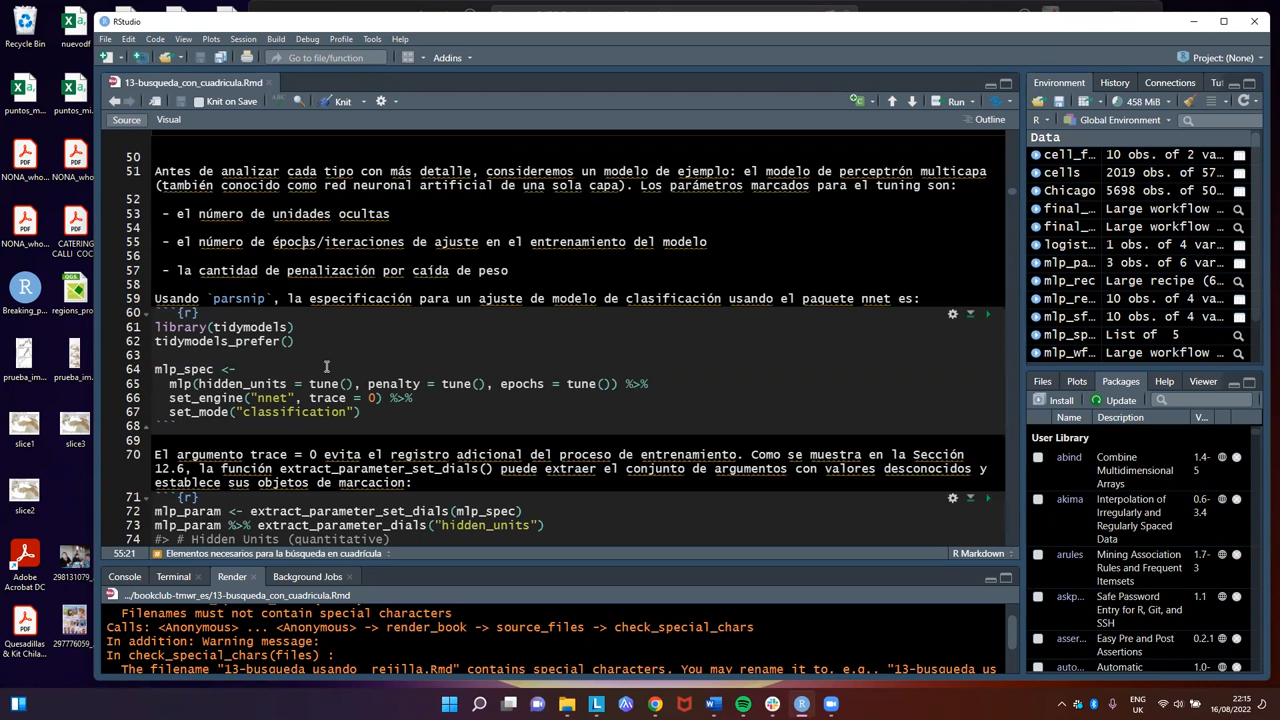 RStudio
File Edit Code View Plots Session Build Debug Profile Tools Help
Go to file/function
Addins
Project: (None)
13-busqueda_con_cuadricula.Rmd
Knit on Save
Knit
Run
Source Visual
Outline
50
51 Antes de analizar cada tipo con más detalle, consideremos un modelo de ejemplo: el modelo de perceptrón multicapa
(también conocido como red neuronal artificial de una sola capa). Los parámetros marcados para el tuning son:
52
53 - el número de unidades ocultas
54
55 - el número de épocas/iteraciones de ajuste en el entrenamiento del modelo
56
57 - la cantidad de penalización por caída de peso
58
59 Usando `parsnip`, la especificación para un ajuste de modelo de clasificación usando el paquete nnet es:
60 ```{r}
61 library(tidymodels)
62 tidymodels_prefer()
63
64 mlp_spec <-
65 mlp(hidden_units = tune(), penalty = tune(), epochs = tune()) %>%
66 set_engine("nnet", trace = 0) %>%
67 set_mode("classification")
68 ```
69
70 El argumento trace = 0 evita el registro adicional del proceso de entrenamiento. Como se muestra en la Sección
12.6, la función extract_parameter_set_dials() puede extraer el conjunto de argumentos con valores desconocidos y
establece sus objetos de marcacion:
71 ```{r}
72 mlp_param <- extract_parameter_set_dials(mlp_spec)
73 mlp_param %>% extract_parameter_dials("hidden_units")
74 #> # Hidden Units (quantitative)
55:21 # Elementos necesarios para la búsqueda en cuadrícula R Markdown
Console Terminal Render Background Jobs
.../bookclub-tmwr_es/13-busqueda_con_cuadricula.Rmd
Filenames must not contain special characters
Calls: <Anonymous> ... <Anonymous> -> render_book -> source_files -> check_special_chars
In addition: Warning message:
In check_special_chars(files) :
The filename "13-busqueda usando _rejilla.Rmd" contains special characters. You may rename it to, e.g., "13-busqueda us
Environment History Connections Tu
458 MiB
R Global Environment
Data
cell_f... 10 obs. of 2 va...
cells 2019 obs. of 57...
Chicago 5698 obs. of 50...
final_... Large workflow
final_... Large workflow
logist... 1 obs. of 4 var...
mlp_pa... 3 obs. of 6 var...
mlp_rec Large recipe (6...
mlp_re... 10 obs. of 4 va...
mlp_sf... 10 obs. of 4 va...
mlp_sp... List of 5
mlp_wf... Large workflow
Files Plots Packages Help Viewer
Install Update
Name Description V...
User Library
abind Combine Multidimensional Arrays 1.4-5
akima Interpolation of Irregularly and Regularly Spaced Data 0.6-3.4
arules Mining Association Rules and Frequent Itemsets 1.7-3
askp... Safe Password Entry for R, Git, and SSH 1.1
asser... Easy Pre and Post Assertions 0.2.1
auto... Automatic 1.0-
Recycle Bin
nuevodf
puntos_m...
puntos_mi...
NONA_who...
NONA_wh...
NONA_who...
CATERING CALLI CO...
Breaking_p...
regions_pro
prueba_im...
prueba_im...
slice1
slice3
slice2
Adobe Acrobat DC
298131079_...
Quesadillas & Kit Chila...
297776059_...
ENG
UK
22:15
16/08/2022